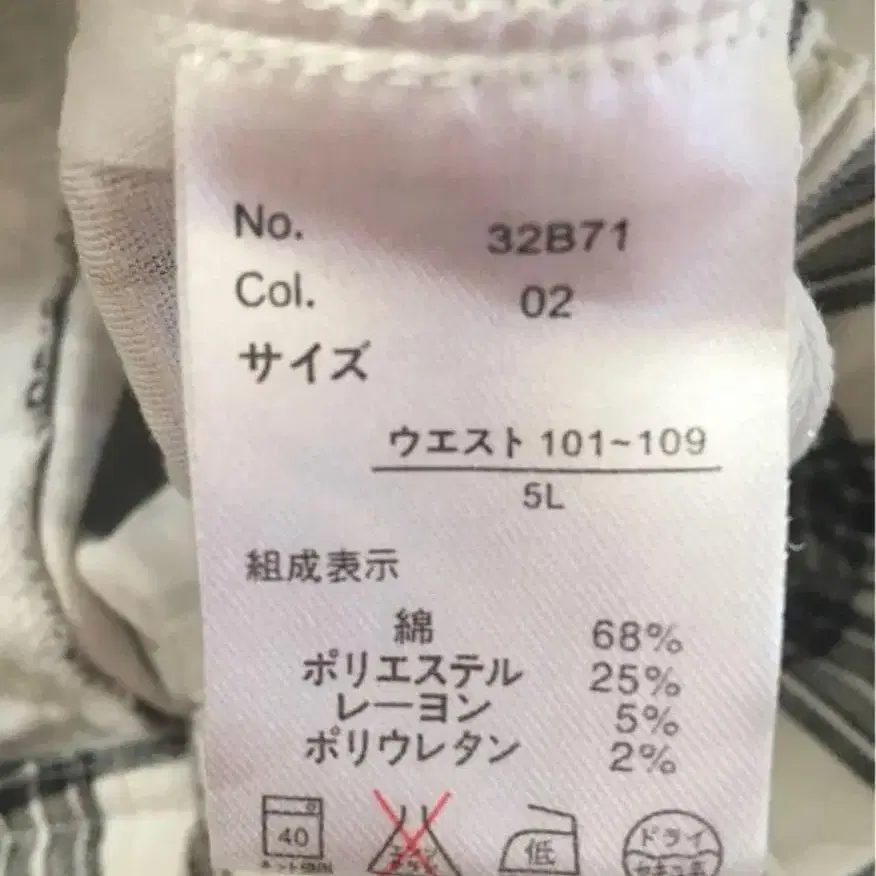 No. 32B71
Col. 02
サイズ
ウエスト 101~109
5L
組成表示
綿 68%
ポリエステル 25%
レーヨン 5%
ポリウレタン 2%
40
低
ドライ